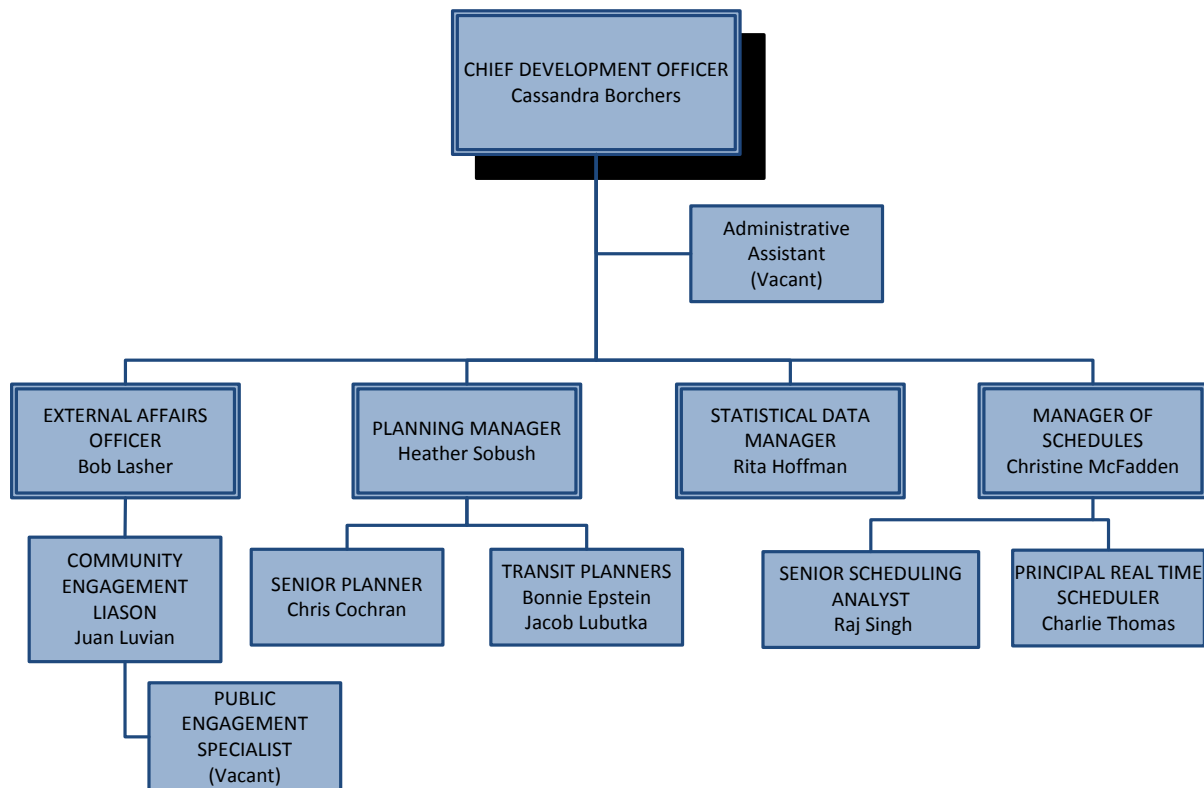 CHIEF DEVELOPMENT OFFICER
Cassandra Borchers
Administrative
Assistant
(Vacant)
EXTERNAL AFFAIRS
OFFICER
Bob Lasher
PLANNING MANAGER
Heather Sobush
STATISTICAL DATA
MANAGER
Rita Hoffman
MANAGER OF
SCHEDULES
Christine McFadden
COMMUNITY
ENGAGEMENT
LIASON
Juan Luvian
SENIOR PLANNER
Chris Cochran
TRANSIT PLANNERS
Bonnie Epstein
Jacob Lubutka
SENIOR SCHEDULING
ANALYST
Raj Singh
PRINCIPAL REAL TIME
SCHEDULER
Charlie Thomas
PUBLIC
ENGAGEMENT
SPECIALIST
(Vacant)